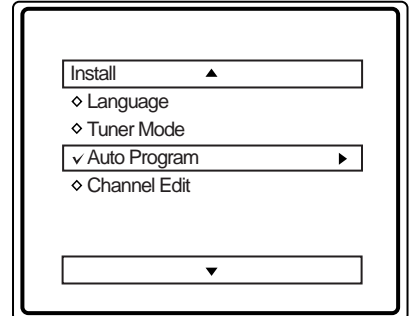 Install ▲
◇ Language
◇ Tuner Mode
✓ Auto Program ▶
◇ Channel Edit
▼